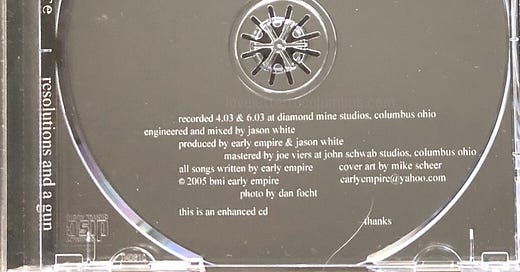 resolutions and a gun
recorded 4.03 & 6.03 at diamond mine studios, columbus ohio
engineered and mixed by jason white
produced by early empire & jason white
mastered by joe viers at john schwab studios, columbus ohio
all songs written by early empire cover art by mike scheer
© 2005 bmi early empire earlyempire@yahoo.com
photo by dan focht
this is an enhanced cd
thanks